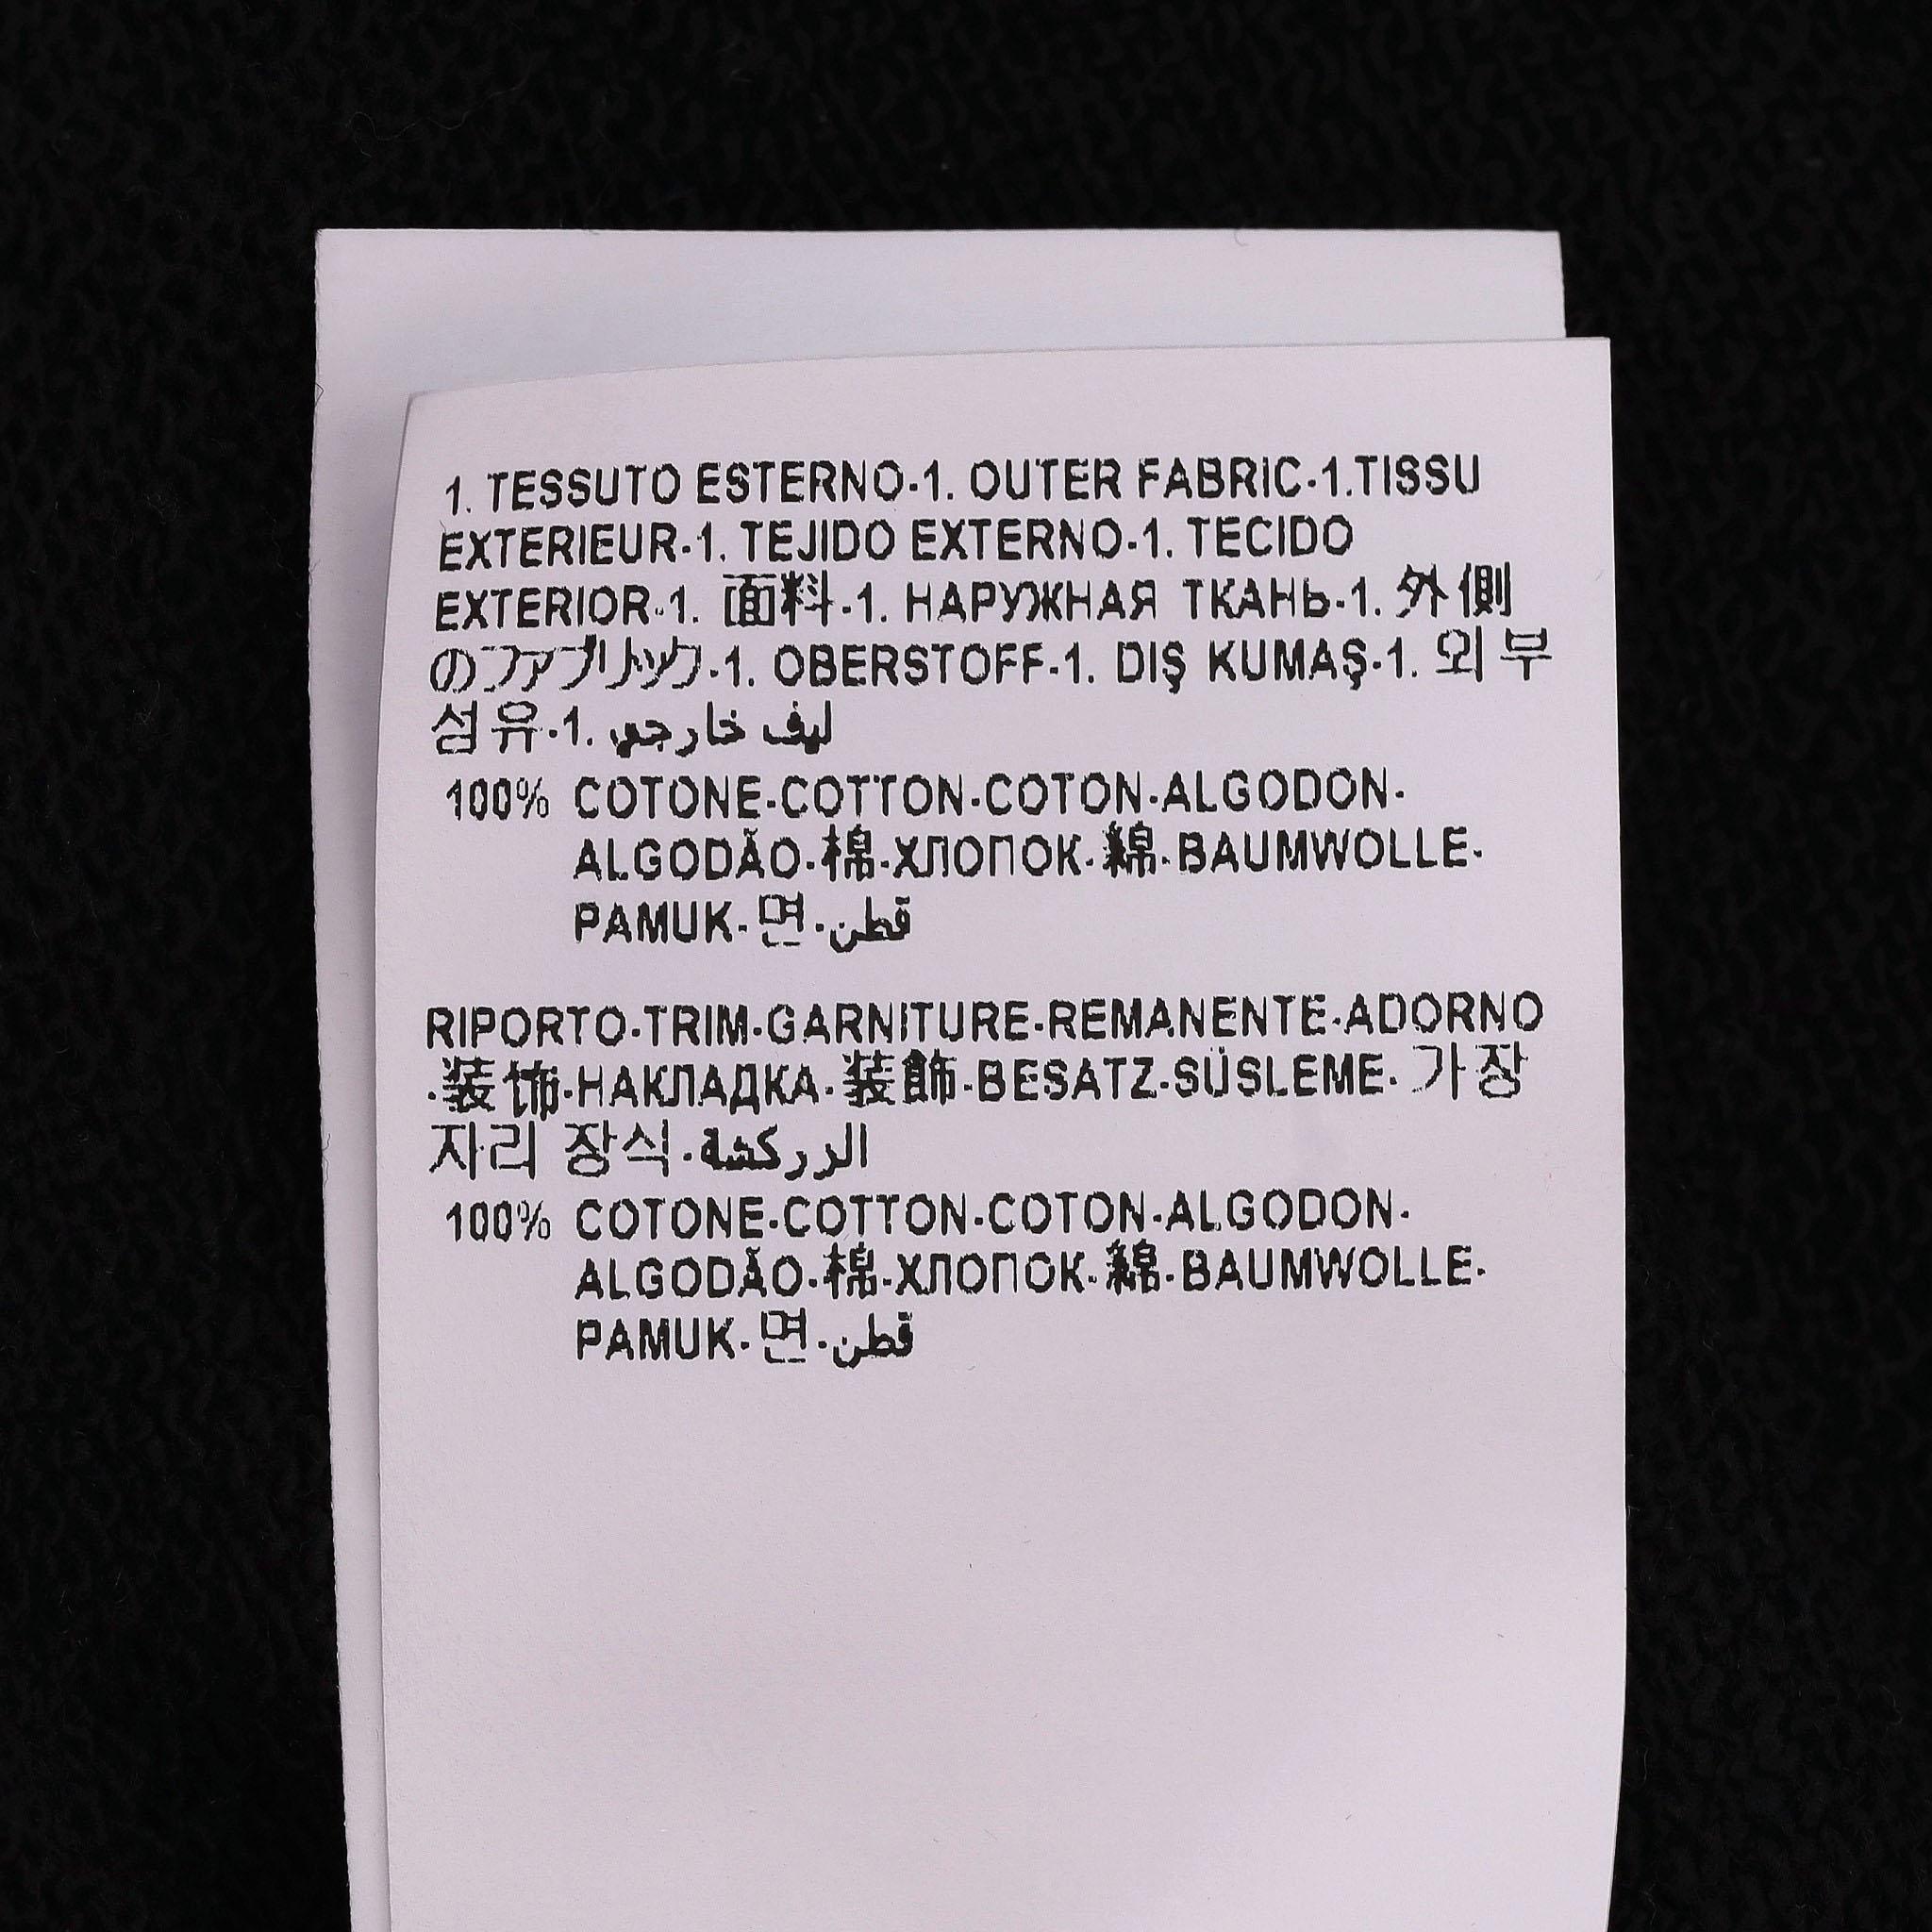 1. TESSUTO ESTERNO-1. OUTER FABRIC-1.TISSU
EXTERIEUR-1. TEJIDO EXTERNO-1. TECIDO
EXTERIOR-1. 面料-1. НАРУЖНАЯ ТКАНЬ-1. 外側
のファブリック-1. OBERSTOFF-1. DIŞ KUMAŞ-1. 외부
섬유-1. ليف خارجي
100% COTONE-COTTON-COTON-ALGODON-
ALGODÃO-棉-ХЛОПОК-綿-BAUMWOLLE-
PAMUK-면-قطن
RIPORTO-TRIM-GARNITURE-REMANENTE-ADORNO
-装饰-НАКЛАДКА-装飾-BESATZ-SÜSLEME- 가장
자리 장식-الزركشة
100% COTONE-COTTON-COTON-ALGODON-
ALGODÃO-棉-ХЛОПОК-綿-BAUMWOLLE-
PAMUK-면-قطن